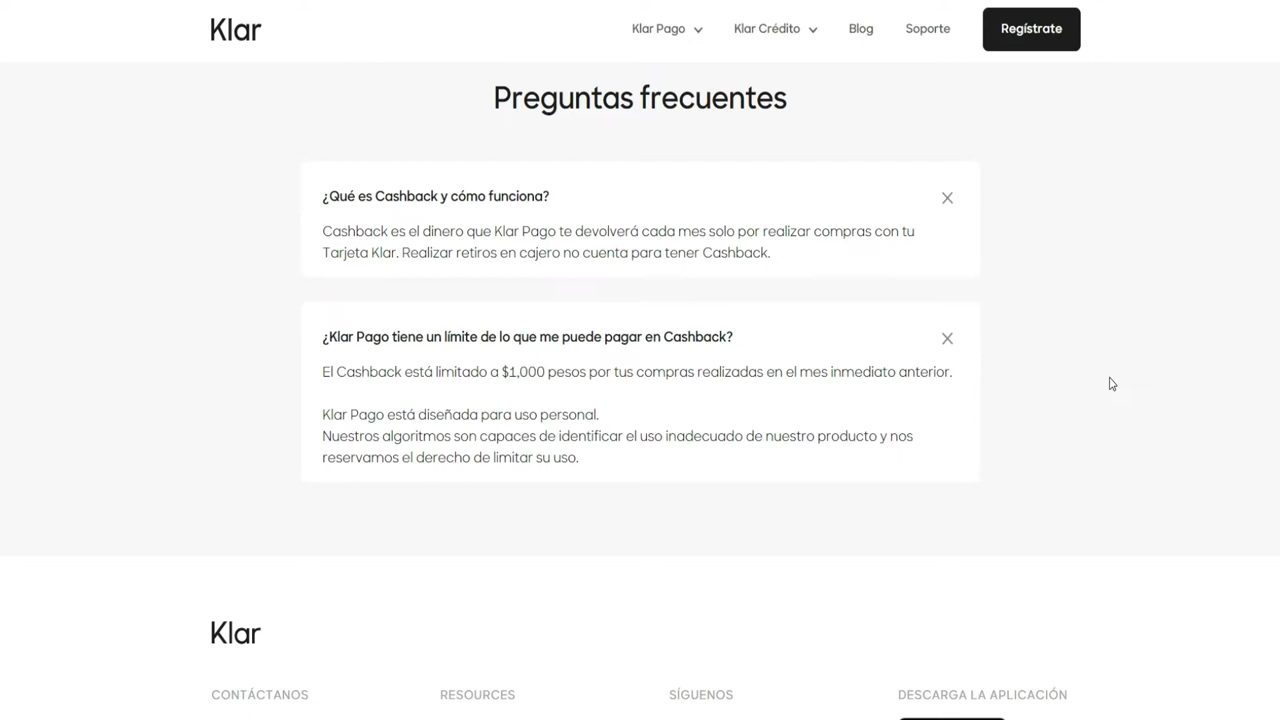 Klar
Klar Pago
Klar Crédito
Blog
Soporte
Regístrate
Preguntas frecuentes
¿Qué es Cashback y cómo funciona?
Cashback es el dinero que Klar Pago te devolverá cada mes solo por realizar compras con tu
Tarjeta Klar. Realizar retiros en cajero no cuenta para tener Cashback.
¿Klar Pago tiene un límite de lo que me puede pagar en Cashback?
El Cashback está limitado a $1,000 pesos por tus compras realizadas en el mes inmediato anterior.
Klar Pago está diseñada para uso personal.
Nuestros algoritmos son capaces de identificar el uso inadecuado de nuestro producto y nos
reservamos el derecho de limitar su uso.
Klar
CONTÁCTANOS
RESOURCES
SÍGUENOS
DESCARGA LA APLICACIÓN